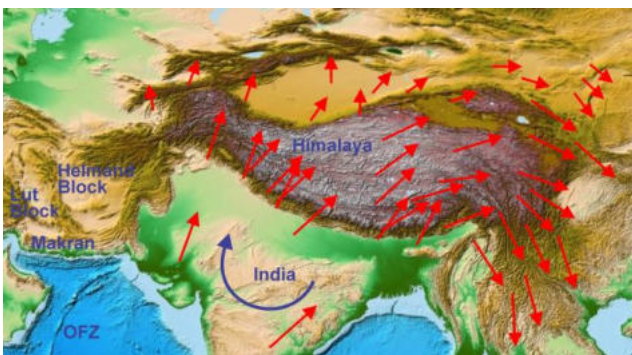 Himalaya
Helmand
Block
Lut
Block
Makran
India
OFZ